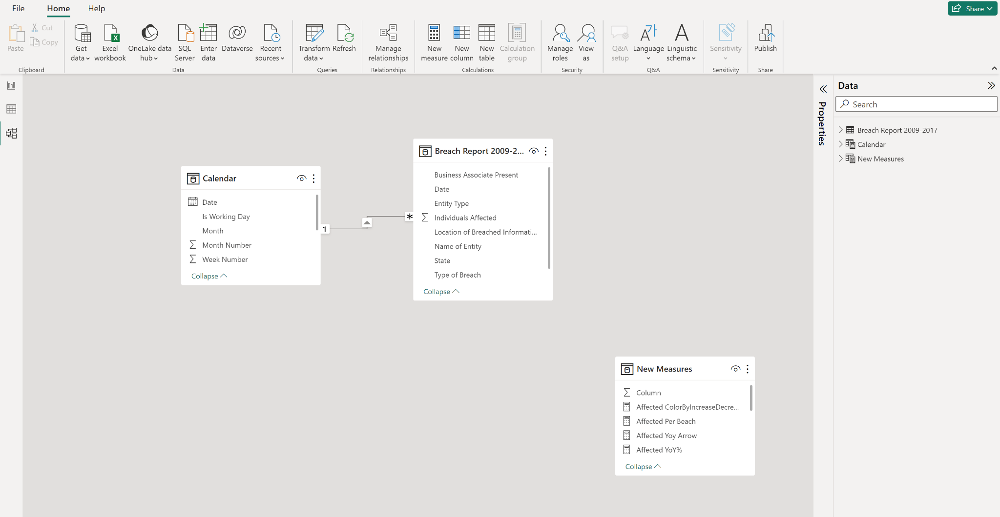 File Home Help
Share
Paste
Cut
Copy
Clipboard
Get data
Excel workbook
OneLake data hub
SQL Server
Enter data
Dataverse
Recent sources
Data
Transform data
Refresh
Queries
Manage relationships
Relationships
New measure
New column
New table
Calculation group
Calculations
Manage roles
View as
Security
Q&A setup
Language
Linguistic schema
Q&A
Sensitivity
Sensitivity
Publish
Share
Calendar
Date
Is Working Day
Month
Month Number
Week Number
Collapse
1
*
Breach Report 2009-2...
Business Associate Present
Date
Entity Type
Individuals Affected
Location of Breached Informati...
Name of Entity
State
Type of Breach
Collapse
New Measures
Column
Affected ColorByIncreaseDecre...
Affected Per Beach
Affected Yoy Arrow
Affected YoY%
Collapse
Properties
Data
Search
Breach Report 2009-2017
Calendar
New Measures